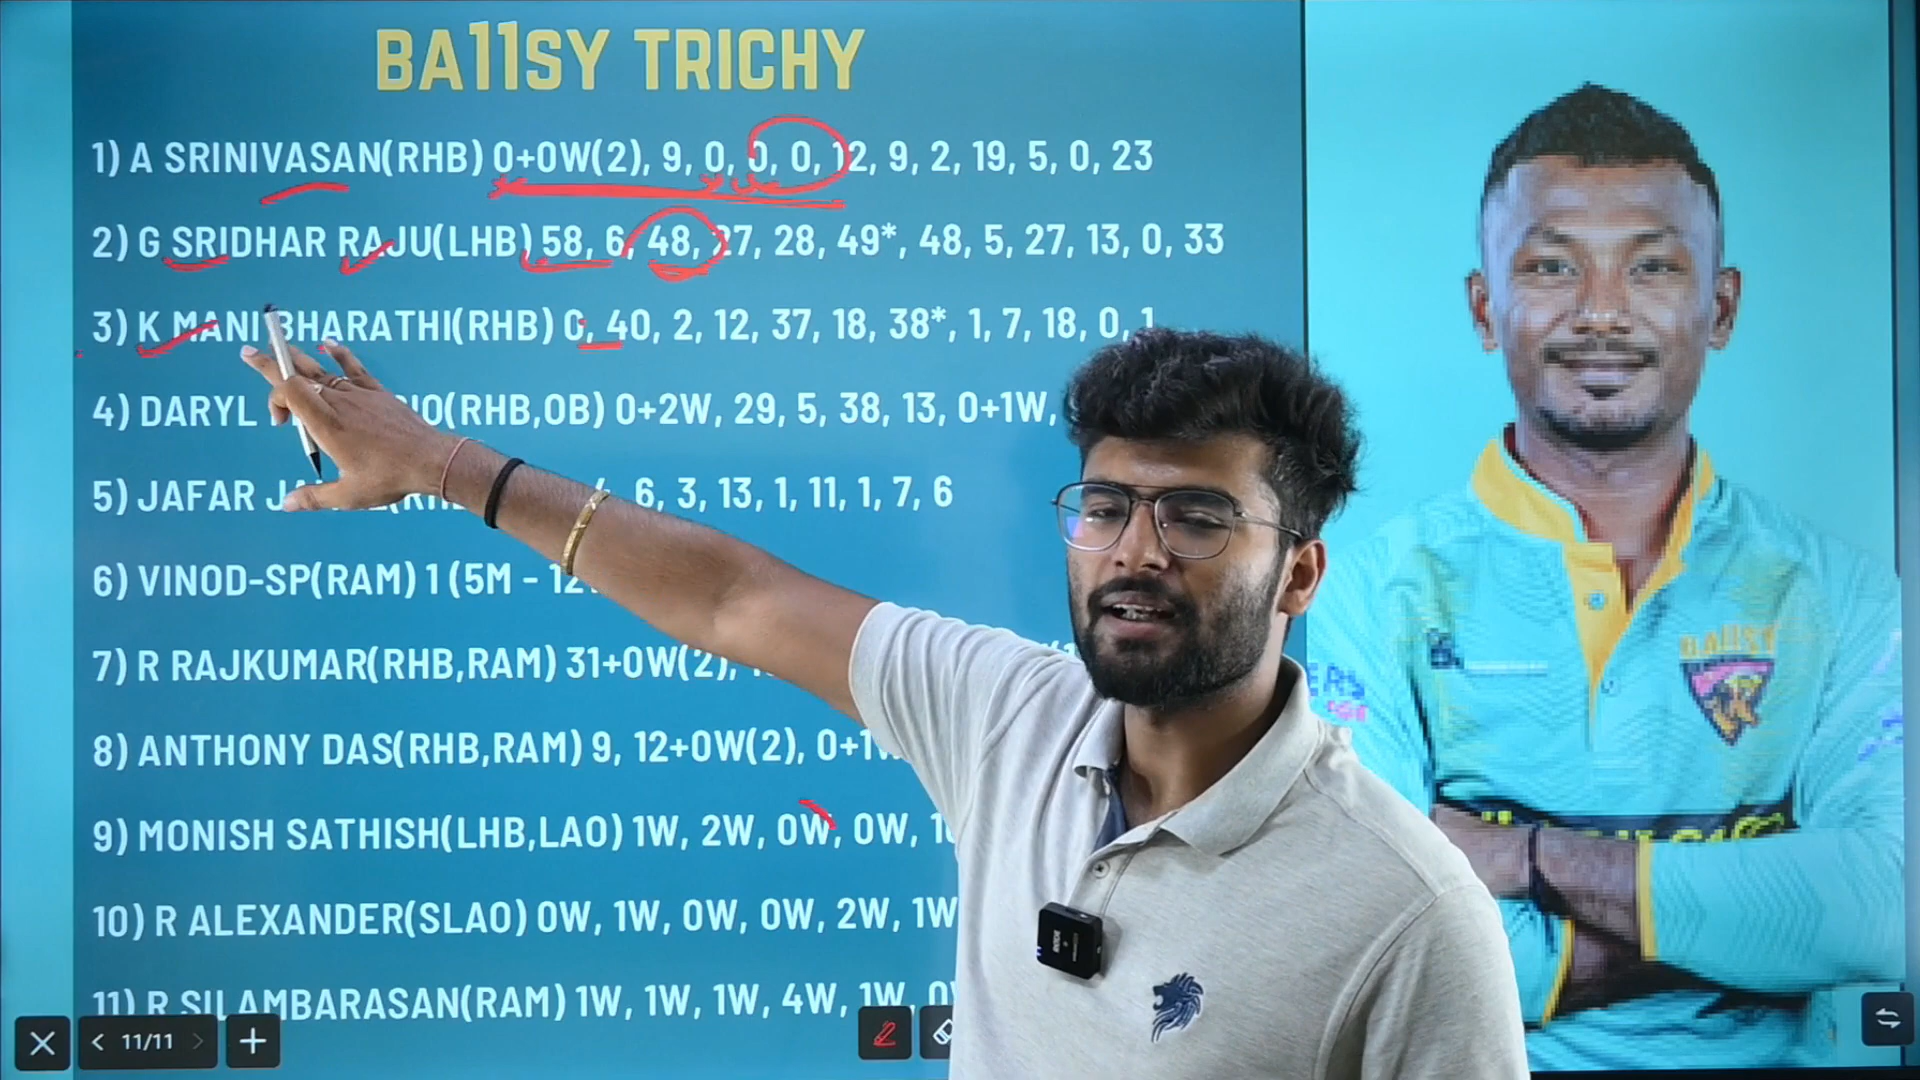 BA11SY TRICHY
1) A SRINIVASAN(RHB) 0+0W(2), 9, 0, 0, 0, 12, 9, 2, 19, 5, 0, 23
2) G SRIDHAR RAJU(LHB) 58, 6, 48, 27, 28, 49*, 48, 5, 27, 13, 0, 33
3) K MANI BHARATHI(RHB) 0, 40, 2, 12, 37, 18, 38*, 1, 7, 18, 0, 1
4) DARYL (RHB,OB) 0+2W, 29, 5, 38, 13, 0+1W,
5) JAFAR 6, 3, 13, 1, 11, 1, 7, 6
6) VINOD-SP(RAM) 1 (5M -
7) R RAJKUMAR(RHB,RAM) 31+0W(2),
8) ANTHONY DAS(RHB,RAM) 9, 12+0W(2),
9) MONISH SATHISH(LHB,LAO) 1W, 2W, 0W, 0W,
10) R ALEXANDER(SLAO) 0W, 1W, 0W, 0W, 2W, 1W
11) R SILAMBARASAN(RAM) 1W, 1W, 1W, 4W, 1W,
11/11
BA11SY